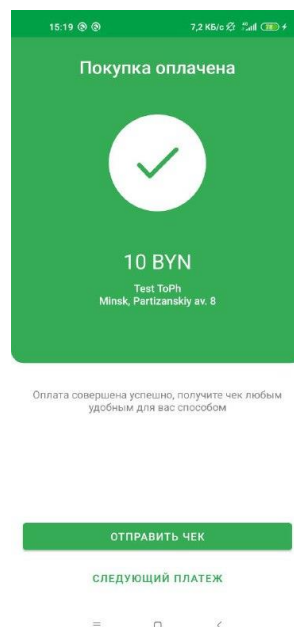 15:19
7,2 КБ/с
Покупка оплачена
10 BYN
Test ToPh
Minsk, Partizanskiy av. 8
Оплата совершена успешно, получите чек любым
удобным для вас способом
ОТПРАВИТЬ ЧЕК
СЛЕДУЮЩИЙ ПЛАТЕЖ